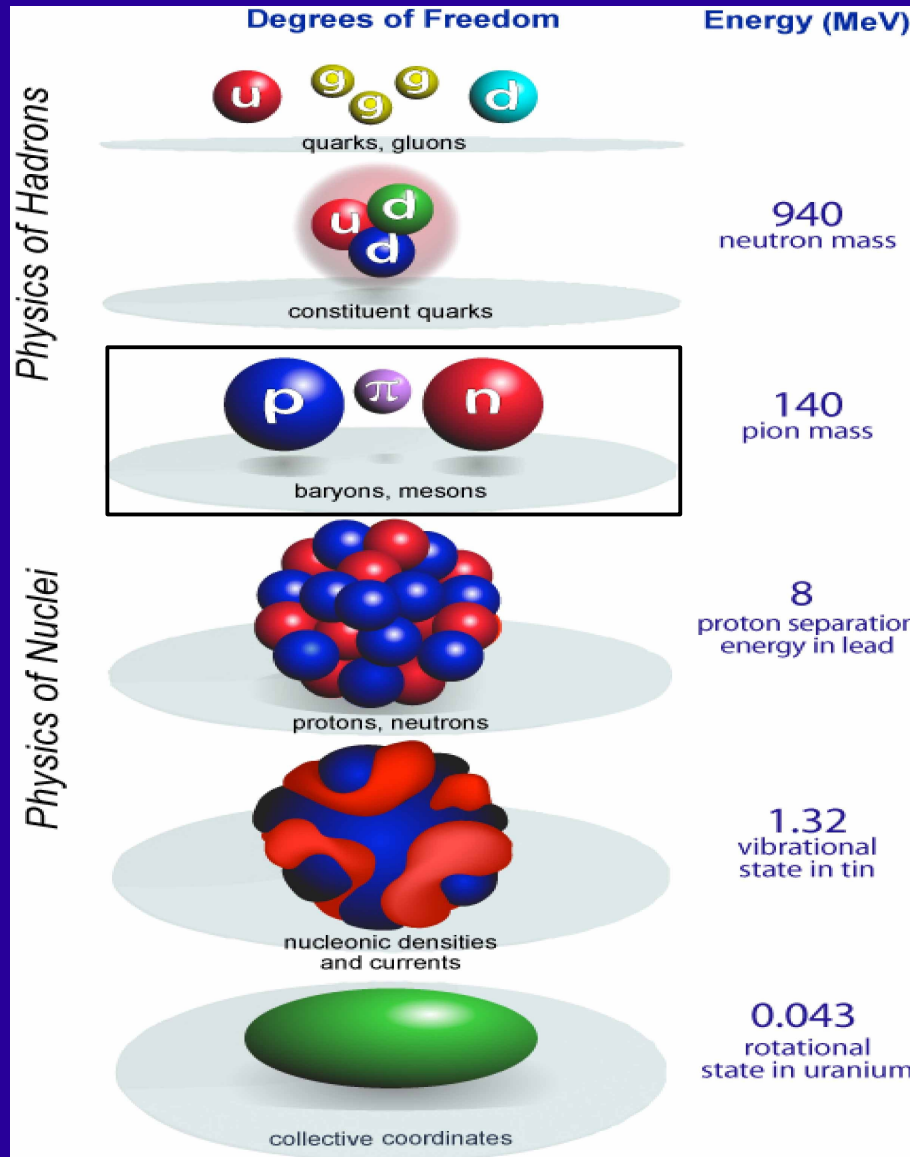 Degrees of Freedom
Energy (MeV)
Physics of Hadrons
u g g g d
quarks, gluons
u d d
constituent quarks
940
neutron mass
p π n
baryons, mesons
140
pion mass
Physics of Nuclei
protons, neutrons
8
proton separation
energy in lead
nucleonic densities
and currents
1.32
vibrational
state in tin
collective coordinates
0.043
rotational
state in uranium